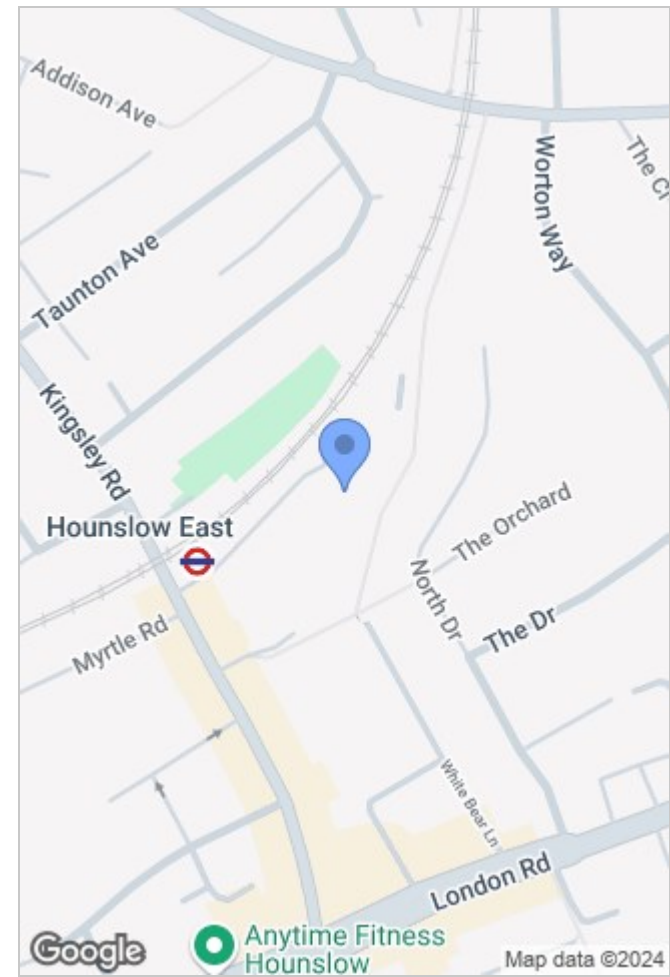 Addison Ave
Worton Way
The Ci
Taunton Ave
Kingsley Rd
Hounslow East
The Orchard
North Dr
The Dr
Myrtle Rd
White Bear Ln
London Rd
Anytime Fitness
Hounslow
Google
Map data ©2024